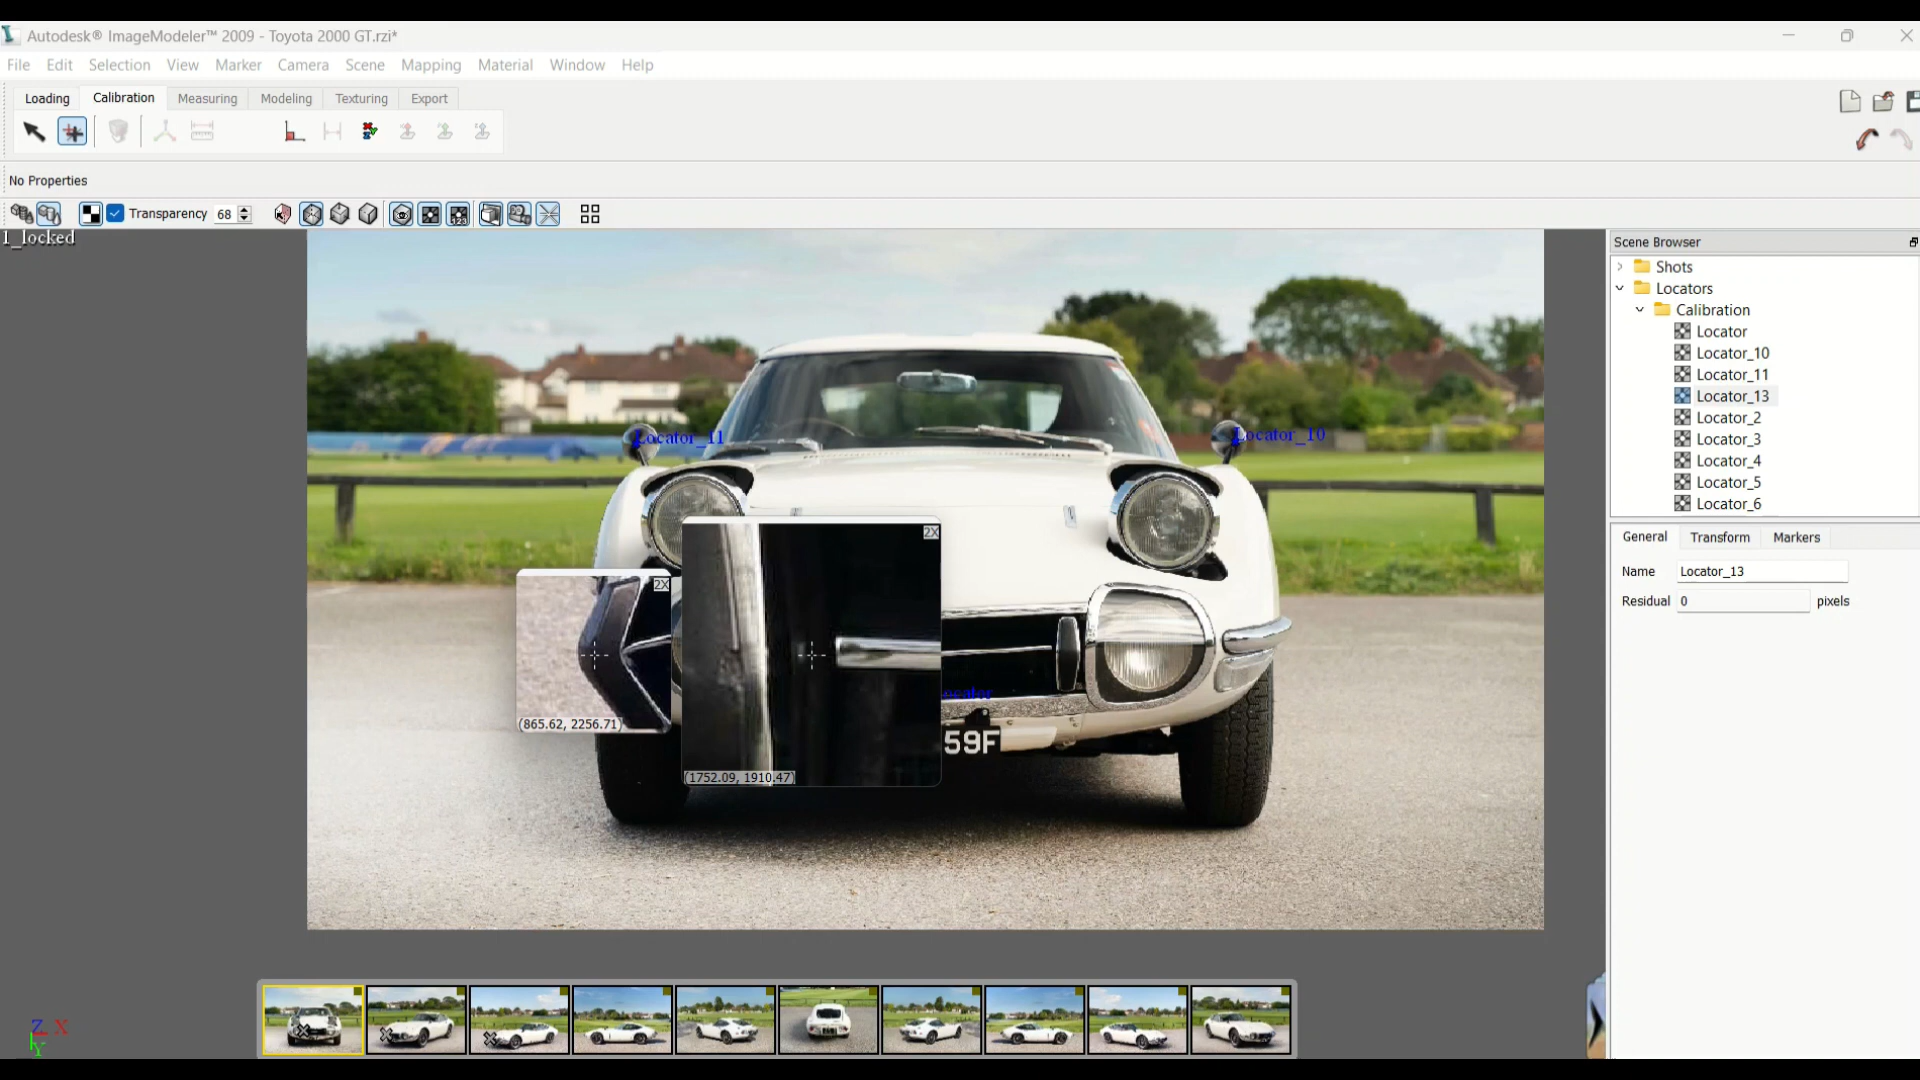 Autodesk® ImageModeler™ 2009 - Toyota 2000 GT.rzi*
File Edit Selection View Marker Camera Scene Mapping Material Window Help
Loading Calibration Measuring Modeling Texturing Export
No Properties
Transparency 68
1_locked
Scene Browser
Shots
Locators
Calibration
Locator
Locator_10
Locator_11
Locator_13
Locator_2
Locator_3
Locator_4
Locator_5
Locator_6
General Transform Markers
Name Locator_13
Residual 0 pixels
Locator_11
Locator_10
2X
2X
(865.62, 2256.71)
(1752.09, 1910.47)
ocator
59F
Z X
Y